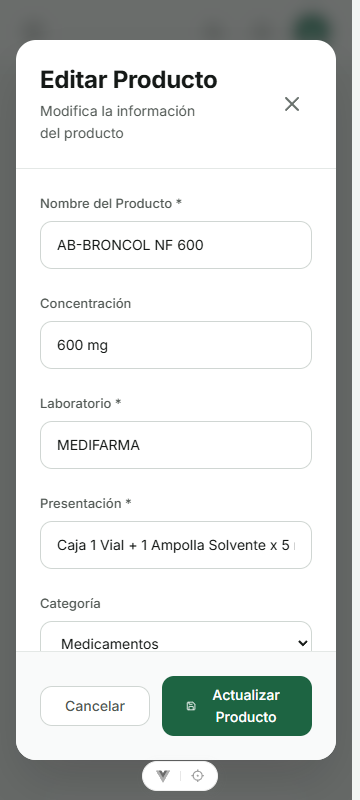 Editar Producto
Modifica la información
del producto
Nombre del Producto *
AB-BRONCOL NF 600
Concentración
600 mg
Laboratorio *
MEDIFARMA
Presentación *
Caja 1 Vial + 1 Ampolla Solvente x 5
Categoría
Medicamentos
Cancelar
Actualizar
Producto